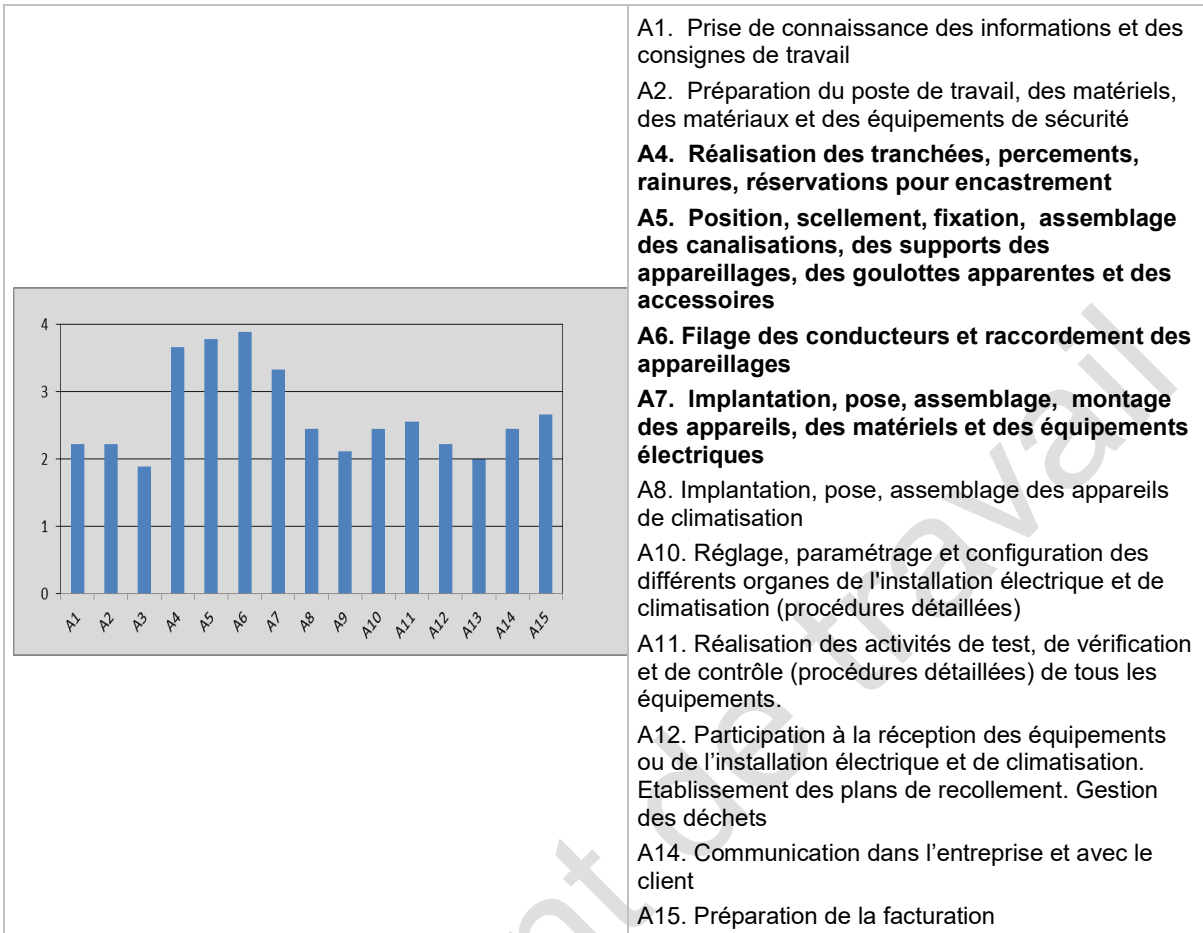 4
3
2
1
0
A1
A2
A3
A4
A5
A6
A7
A8
A9
A10
A11
A12
A13
A14
A15
A1. Prise de connaissance des informations et des
consignes de travail
A2. Préparation du poste de travail, des matériels,
des matériaux et des équipements de sécurité
A4. Réalisation des tranchées, percements,
rainures, réservations pour encastrement
A5. Position, scellement, fixation, assemblage
des canalisations, des supports des
appareillages, des goulottes apparentes et des
accessoires
A6. Filage des conducteurs et raccordement des
appareillages
A7. Implantation, pose, assemblage, montage
des appareils, des matériels et des équipements
électriques
A8. Implantation, pose, assemblage des appareils
de climatisation
A10. Réglage, paramétrage et configuration des
différents organes de l'installation électrique et de
climatisation (procédures détaillées)
A11. Réalisation des activités de test, de vérification
et de contrôle (procédures détaillées) de tous les
équipements.
A12. Participation à la réception des équipements
ou de l'installation électrique et de climatisation.
Etablissement des plans de recollement. Gestion
des déchets
A14. Communication dans l'entreprise et avec le
client
A15. Préparation de la facturation
nt de travail